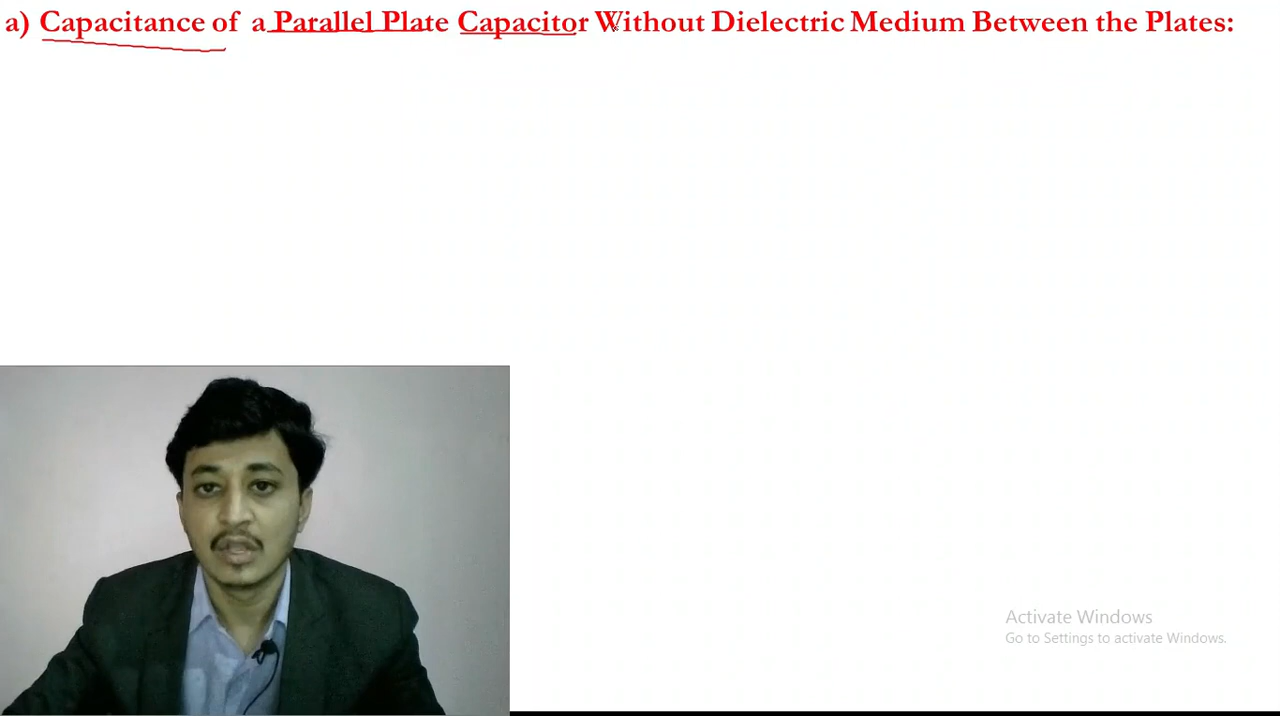 a) Capacitance of a Parallel Plate Capacitor Without Dielectric Medium Between the Plates:
Activate Windows
Go to Settings to activate Windows.